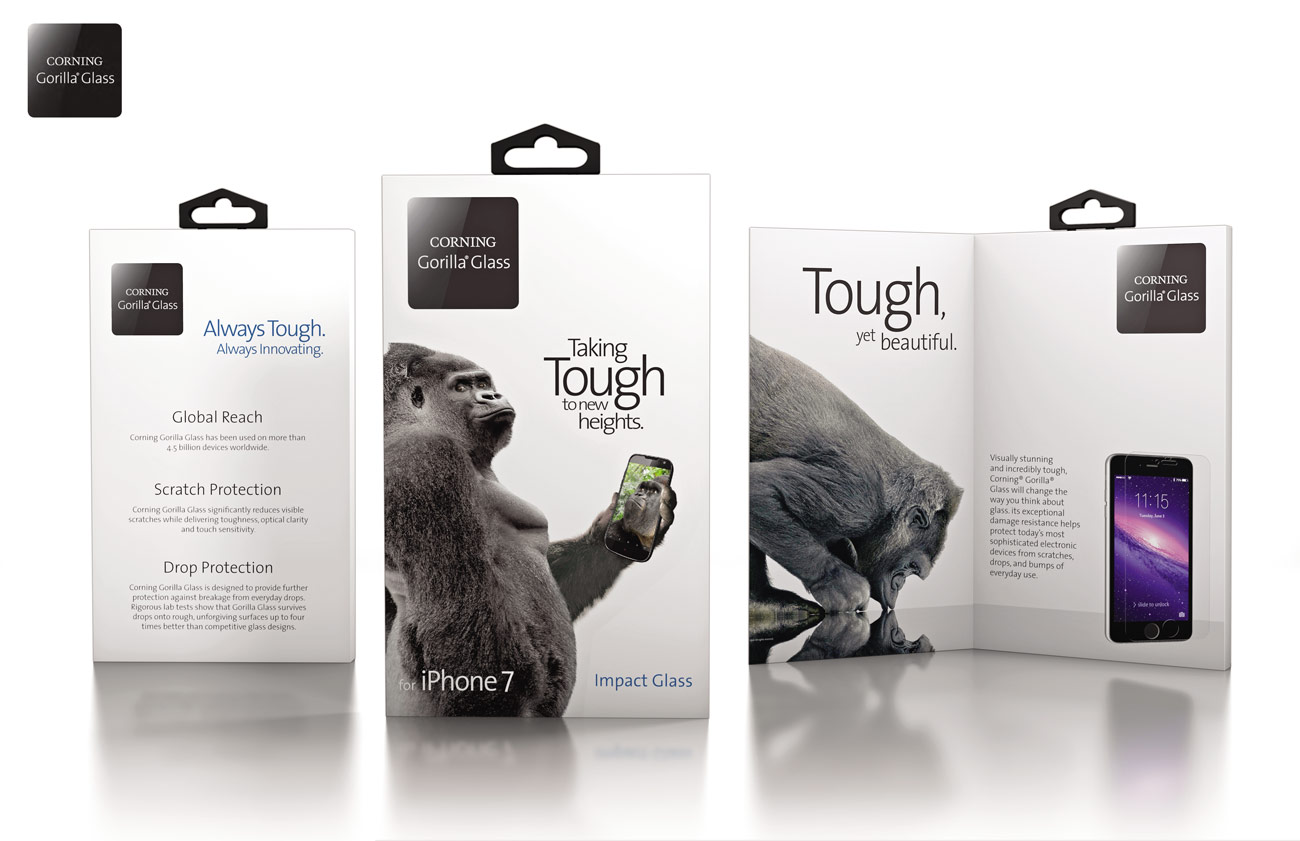 CORNING
Gorilla® Glass
CORNING
Gorilla® Glass
Always Tough.
Always Innovating.
Global Reach
Corning Gorilla Glass has been used on more than
4.5 billion devices worldwide.
Scratch Protection
Corning Gorilla Glass significantly reduces visible
scratches while delivering toughness, optical clarity
and touch sensitivity.
Drop Protection
Corning Gorilla Glass is designed to provide further
protection against breakage from everyday drops.
Rigorous lab tests show that Gorilla Glass survives
drops onto rough, unforgiving surfaces up to four
times better than competitive glass designs.
CORNING
Gorilla® Glass
Taking
Tough
to new
heights.
for iPhone 7
Impact Glass
Tough,
yet beautiful.
CORNING
Gorilla® Glass
Visually stunning
and incredibly tough,
Corning® Gorilla®
Glass will change the
way you think about
glass. its exceptional
damage resistance helps
protect today's most
sophisticated electronic
devices from scratches,
drops, and bumps of
everyday use.
11:15
Tuesday, June
slide to unlock